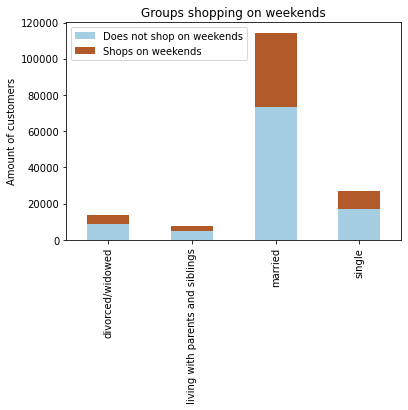 Groups shopping on weekends
Does not shop on weekends
Shops on weekends
Amount of customers
120000
100000
80000
60000
40000
20000
0
divorced/widowed
living with parents and siblings
married
single